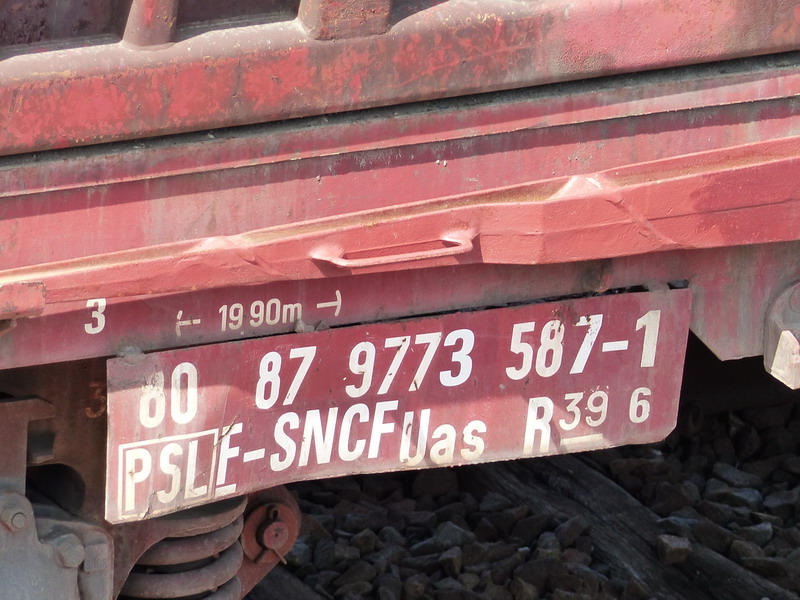 3 19.90m
80 87 9773 587-1
PSLE-SNCF Uas R 39 6